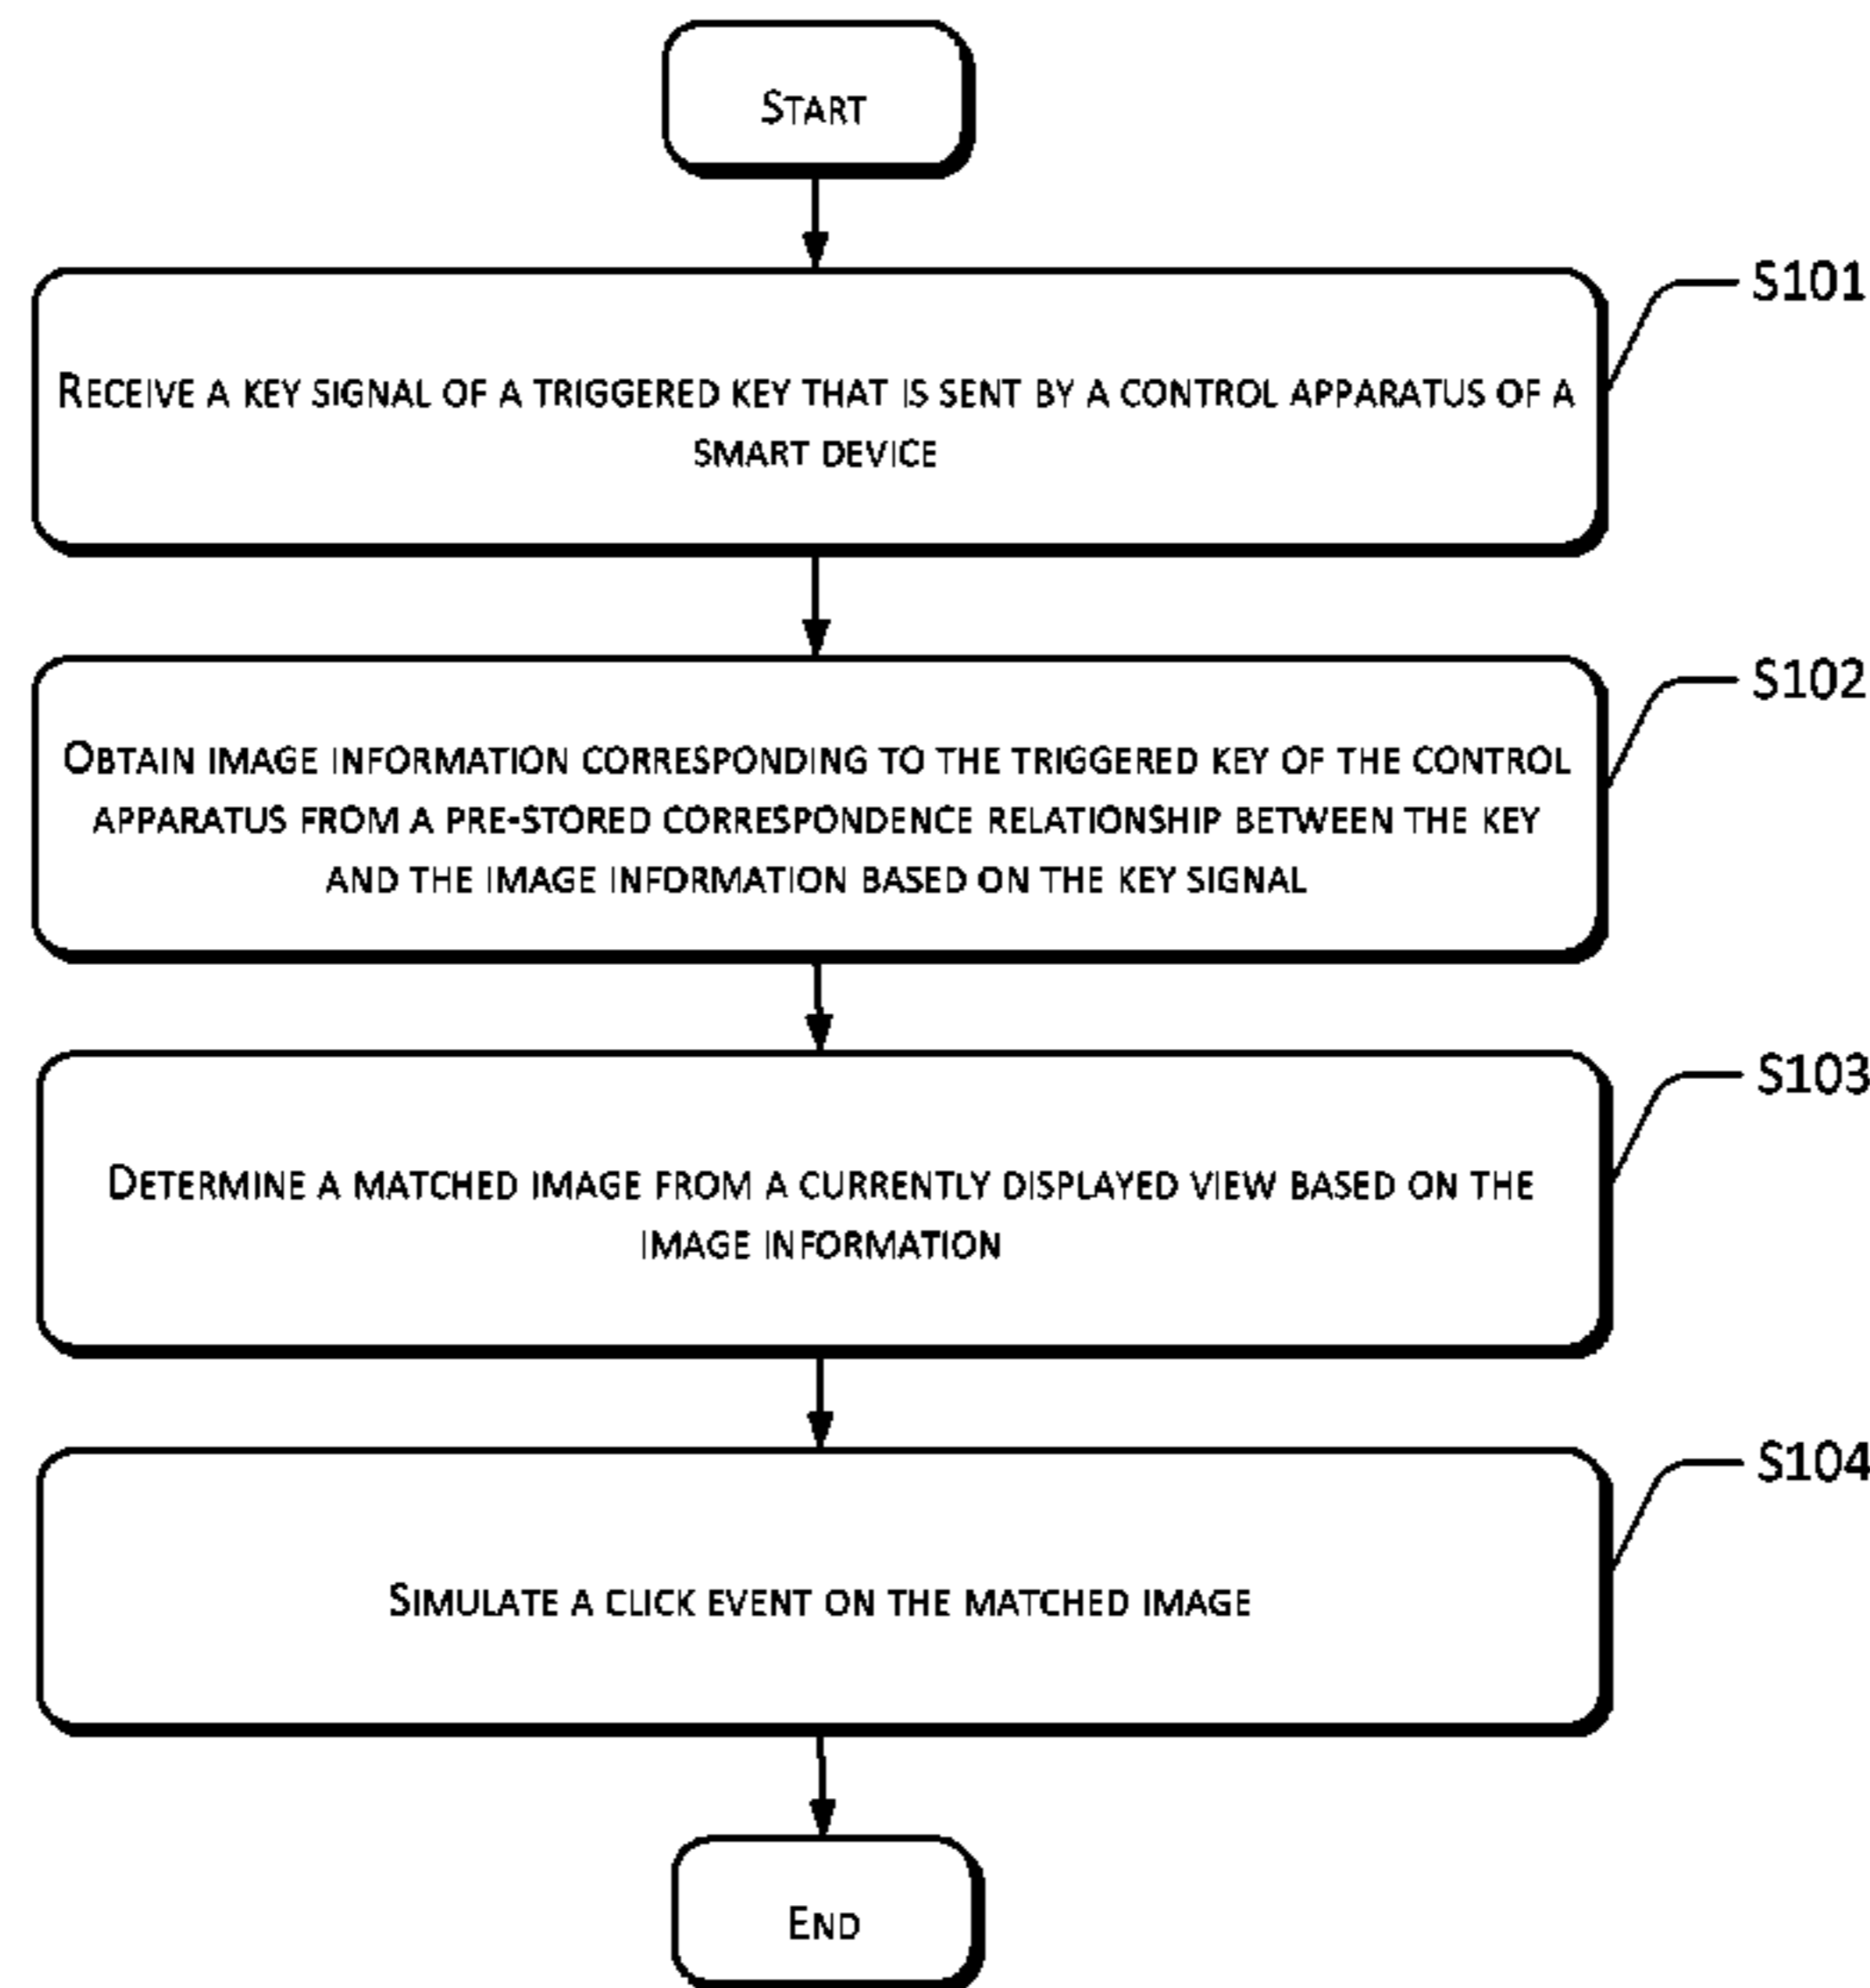 START
RECEIVE A KEY SIGNAL OF A TRIGGERED KEY THAT IS SENT BY A CONTROL APPARATUS OF A
SMART DEVICE
S101
OBTAIN IMAGE INFORMATION CORRESPONDING TO THE TRIGGERED KEY OF THE CONTROL
APPARATUS FROM A PRE-STORED CORRESPONDENCE RELATIONSHIP BETWEEN THE KEY
AND THE IMAGE INFORMATION BASED ON THE KEY SIGNAL
S102
DETERMINE A MATCHED IMAGE FROM A CURRENTLY DISPLAYED VIEW BASED ON THE
IMAGE INFORMATION
S103
SIMULATE A CLICK EVENT ON THE MATCHED IMAGE
S104
END